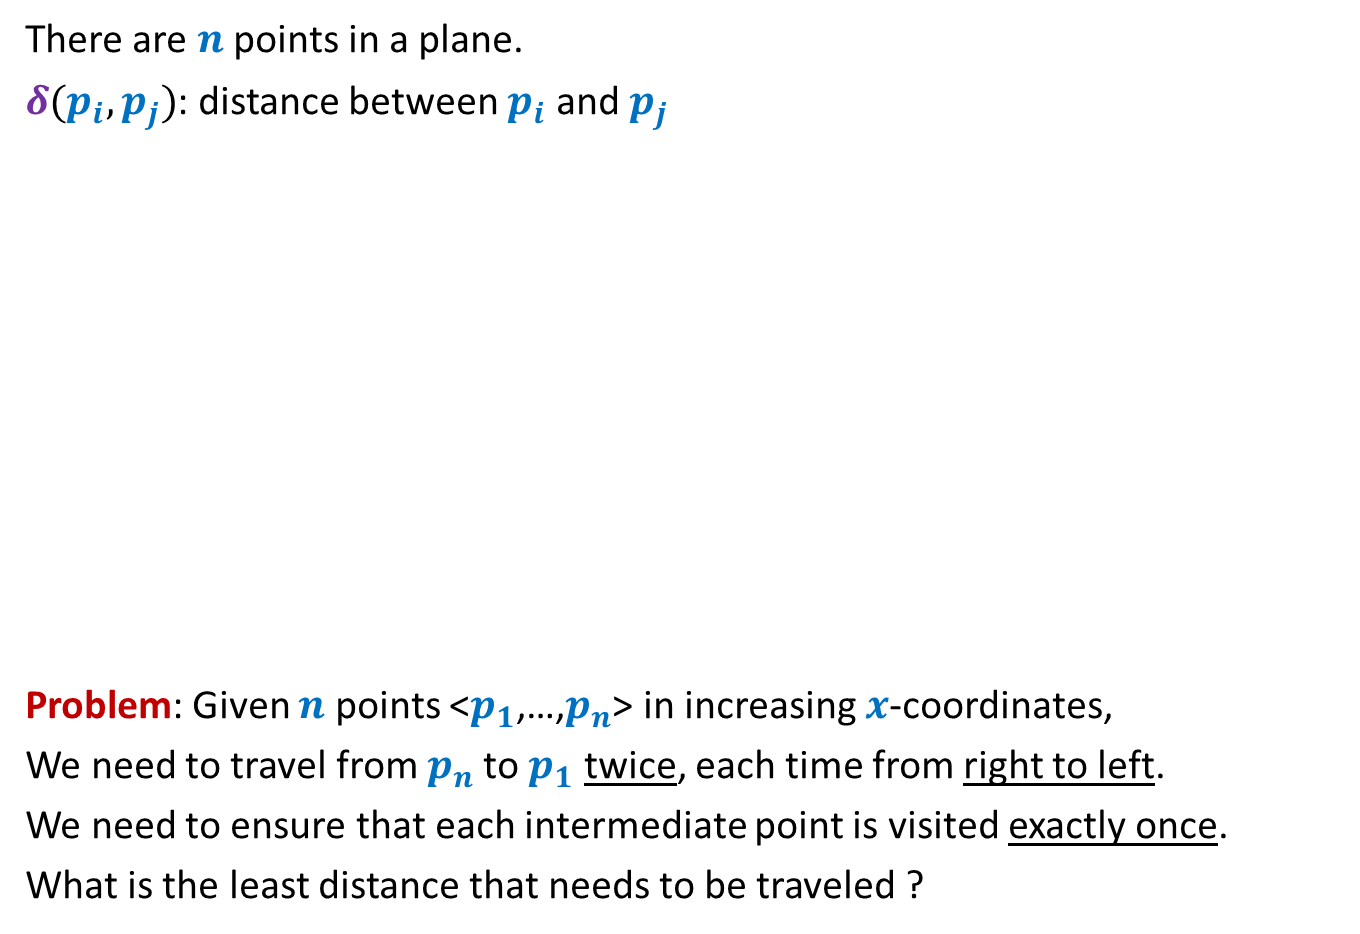 There are n points in a plane.
δ(pᵢ, pⱼ): distance between pᵢ and pⱼ
Problem: Given n points <p₁,…,pₙ> in increasing x-coordinates,
We need to travel from pₙ to p₁ twice, each time from right to left.
We need to ensure that each intermediate point is visited exactly once.
What is the least distance that needs to be traveled ?